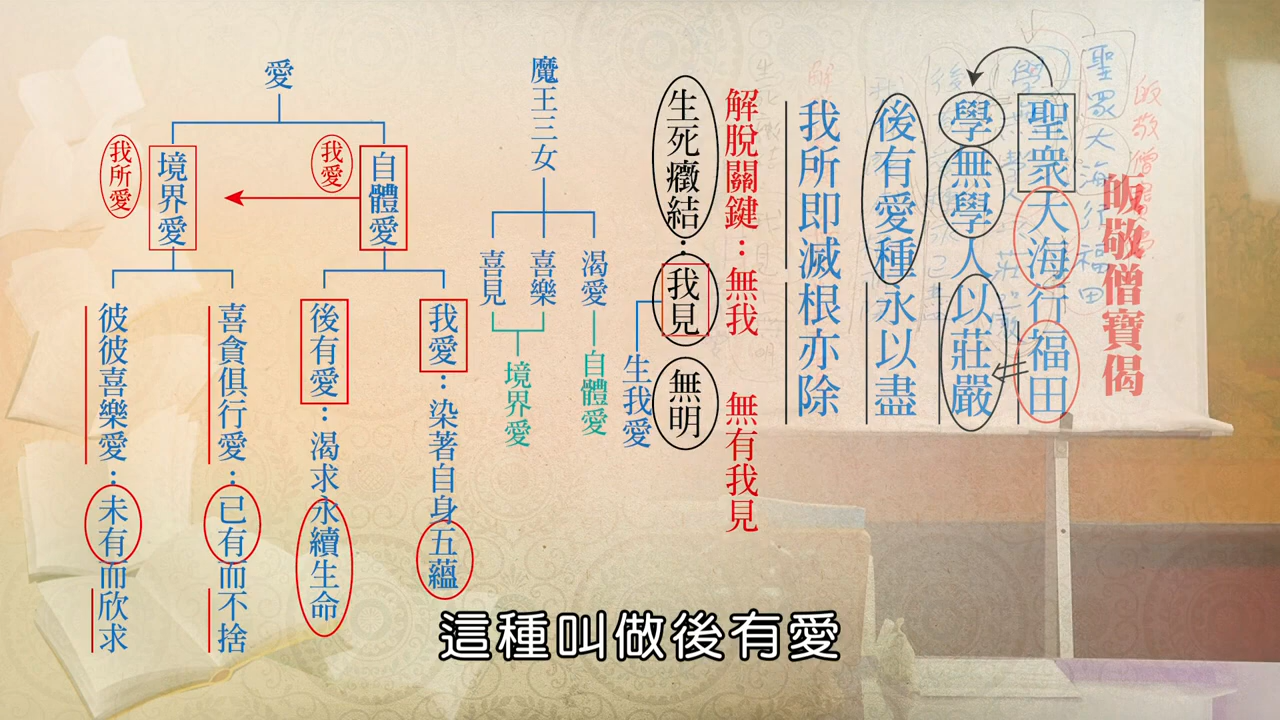 皈敬僧寶偈
聖衆大海行福田
學無學人以莊嚴
後有愛種永以盡
我所即滅根亦除
解脫關鍵：無我 無有我見
生死癥結：我見 無明
生我愛
魔王三女
渴愛
自體愛
喜樂
喜見
境界愛
愛
自體愛
我愛
我愛：染著自身五蘊
後有愛：渴求永續生命
境界愛
我所愛
喜貪俱行愛：已有而不捨
彼彼喜樂愛：未有而欣求
這種叫做後有愛